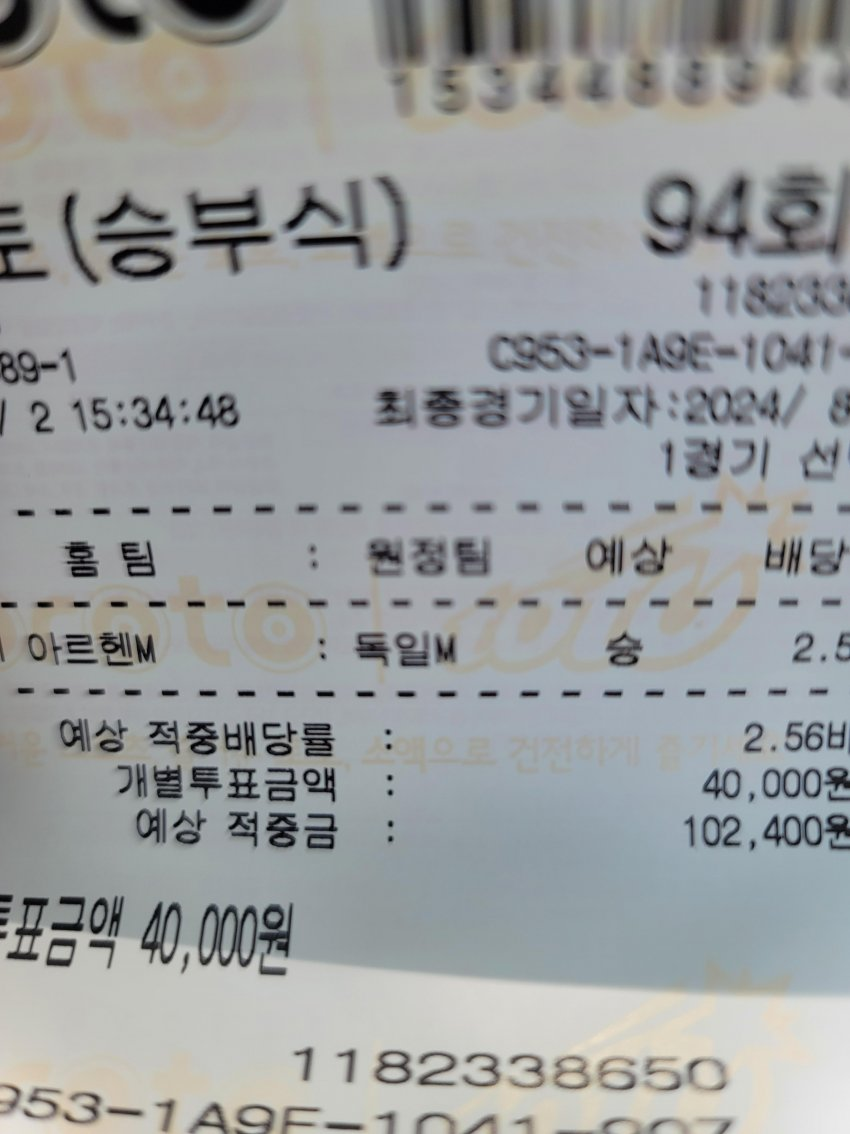 1534488944
토(승부식) 94회
89-1 C953-1A9E-1041-
2 15:34:48 최종경기일자:2024/ 8
1경기
홈 팀 : 원정팀 예상 배당
아르헨M : 독일M 승 2.5
예상 적중배당률 : 2.56배
개별투표금액 : 40,000원
예상 적중금 : 102,400원
투표금액 40,000원
1182338650
953-1A9E-1041-